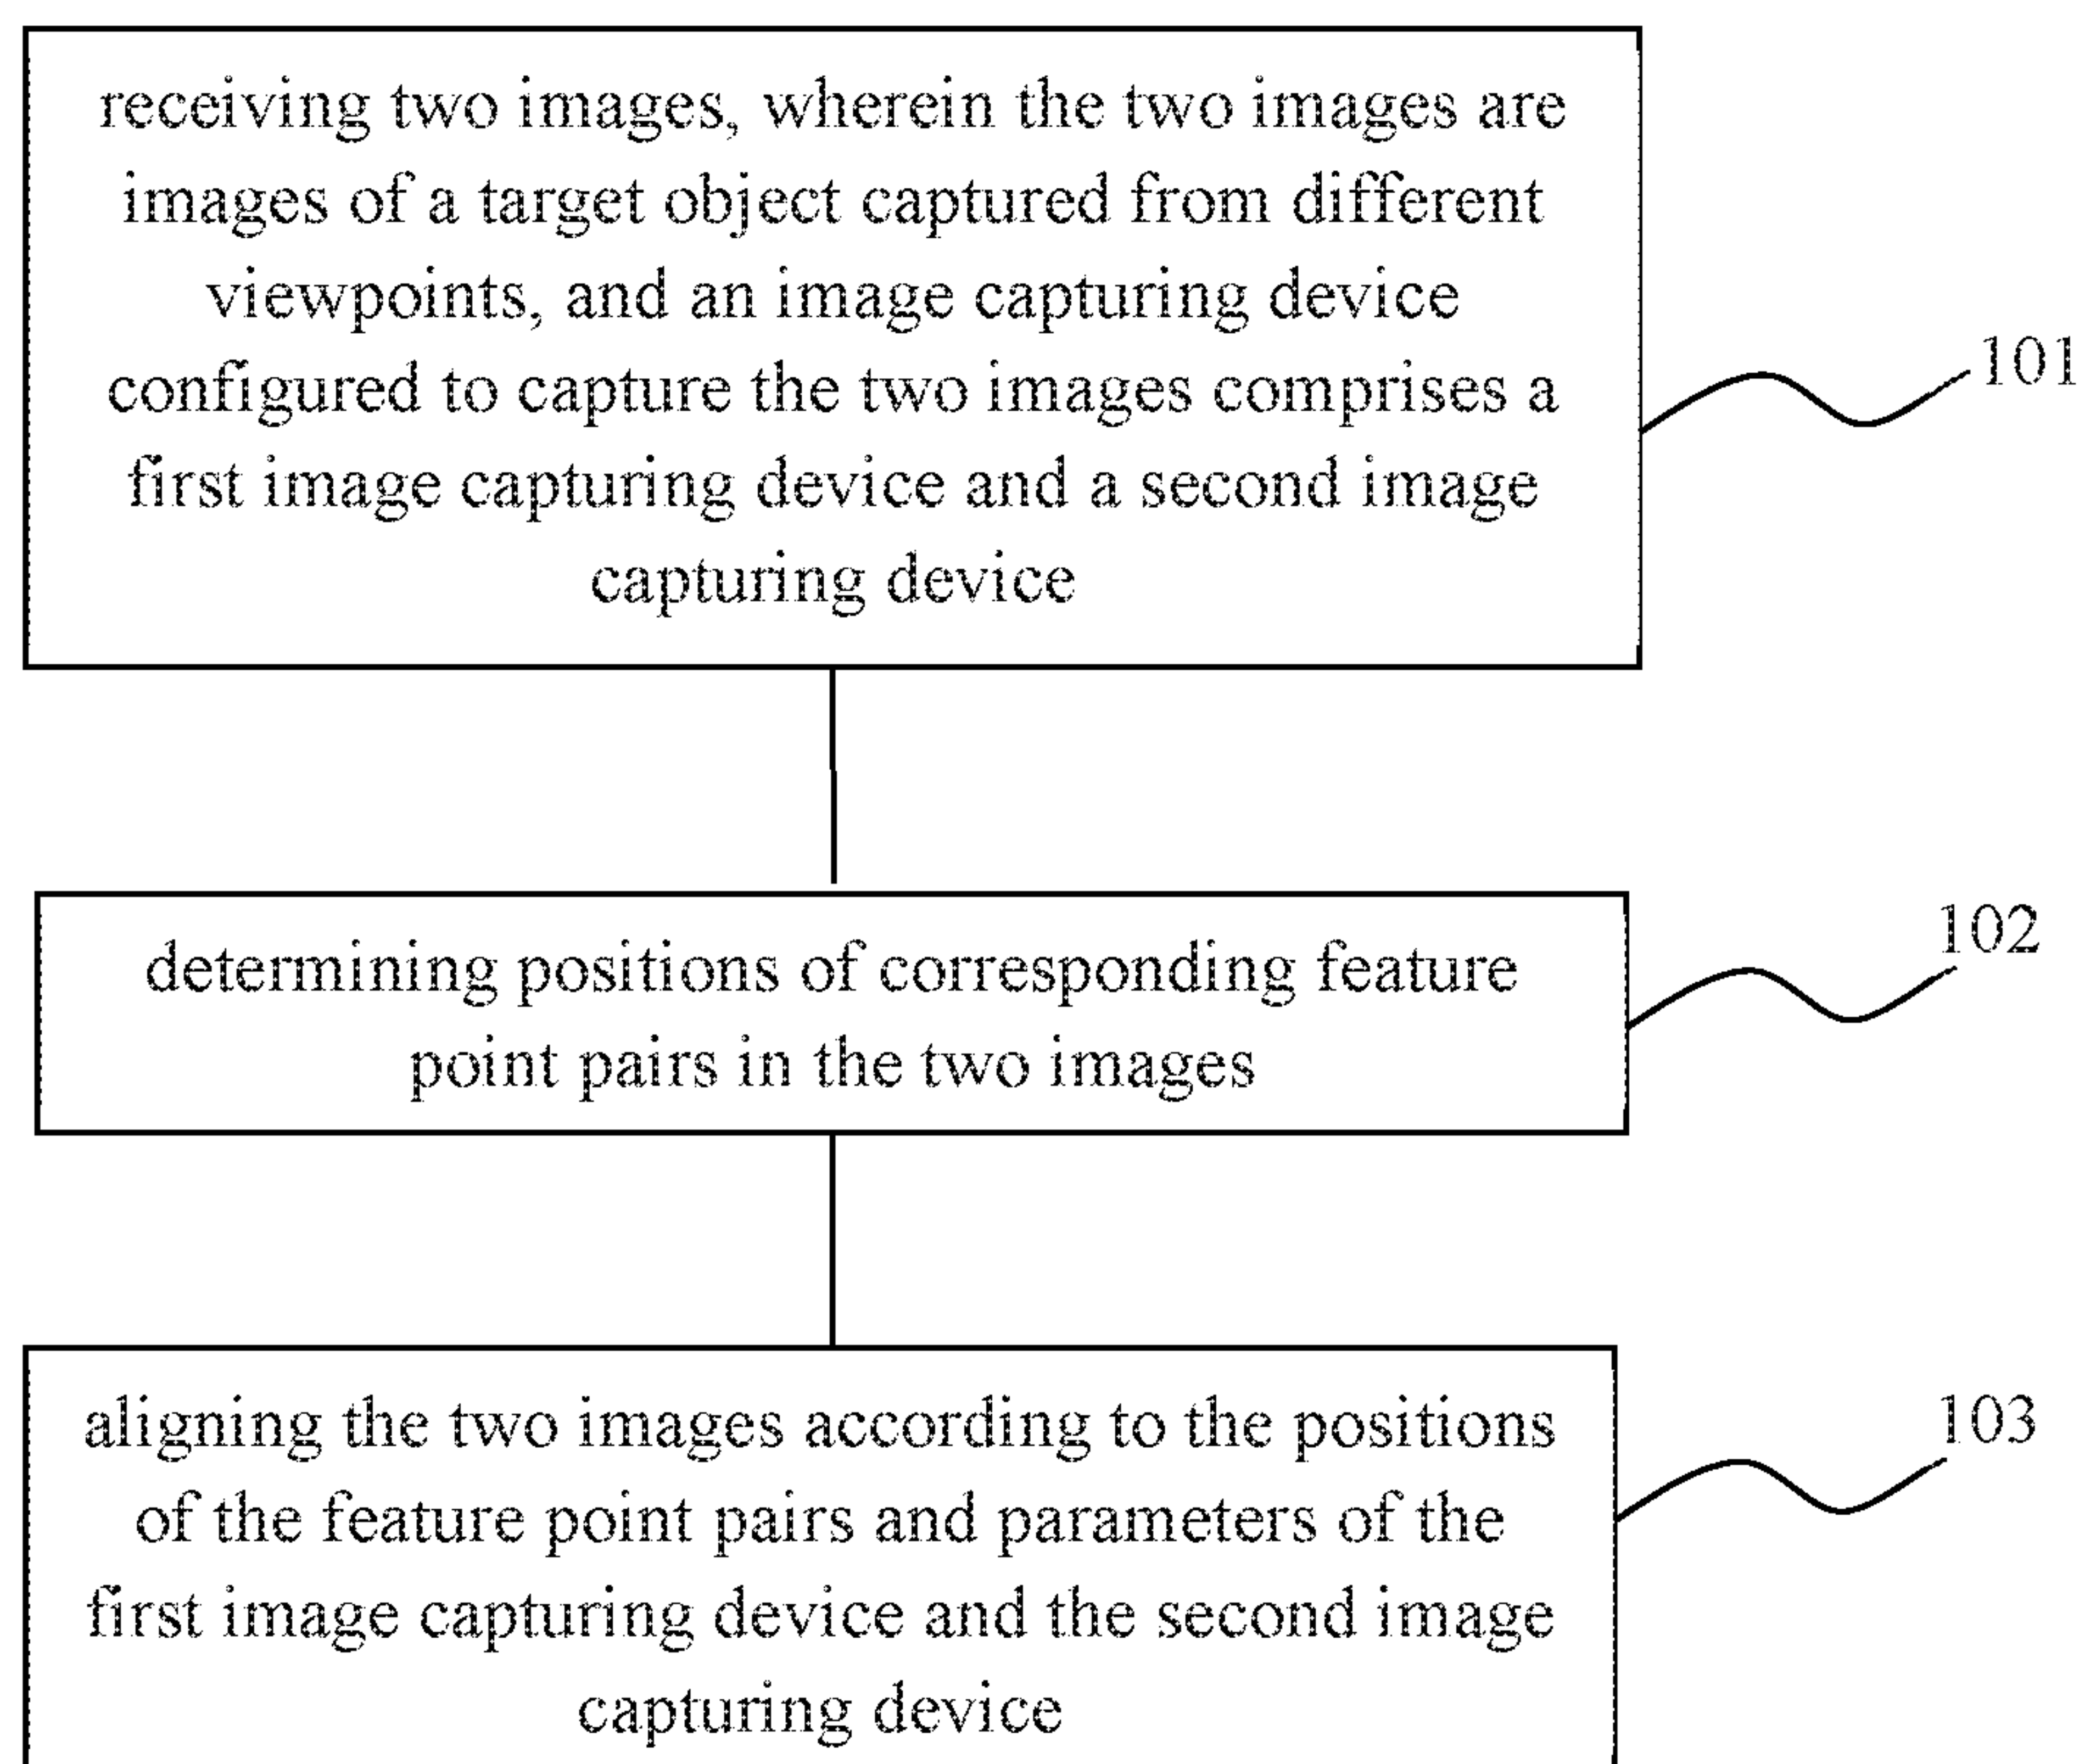 receiving two images, wherein the two images are
images of a target object captured from different
viewpoints, and an image capturing device
configured to capture the two images comprises a
first image capturing device and a second image
capturing device
101
determining positions of corresponding feature
point pairs in the two images
102
aligning the two images according to the positions
of the feature point pairs and parameters of the
first image capturing device and the second image
capturing device
103